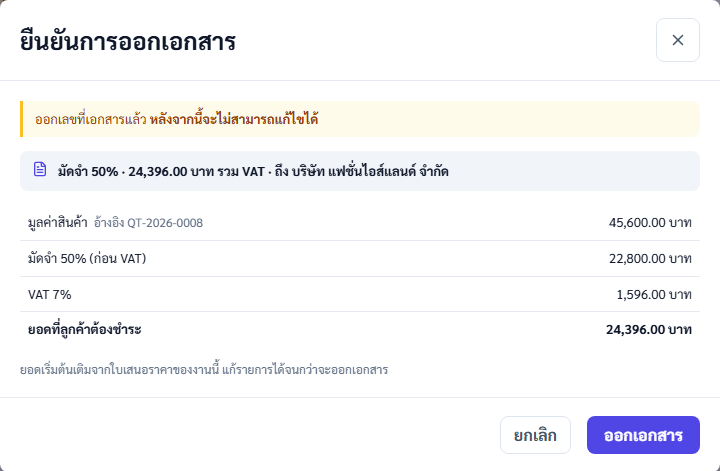 ยืนยันการออกเอกสาร
ออกเลขที่เอกสารแล้ว หลังจากนี้จะไม่สามารถแก้ไขได้
มัดจำ 50% · 24,396.00 บาท รวม VAT · ถึง บริษัท แฟชั่นไอส์แลนด์ จำกัด
มูลค่าสินค้า อ้างอิง QT-2026-0008 45,600.00 บาท
มัดจำ 50% (ก่อน VAT) 22,800.00 บาท
VAT 7% 1,596.00 บาท
ยอดที่ลูกค้าต้องชำระ 24,396.00 บาท
ยอดเริ่มต้นเติมจากใบเสนอราคาของงานนี้ แก้รายการได้จนกว่าจะออกเอกสาร
ยกเลิก ออกเอกสาร